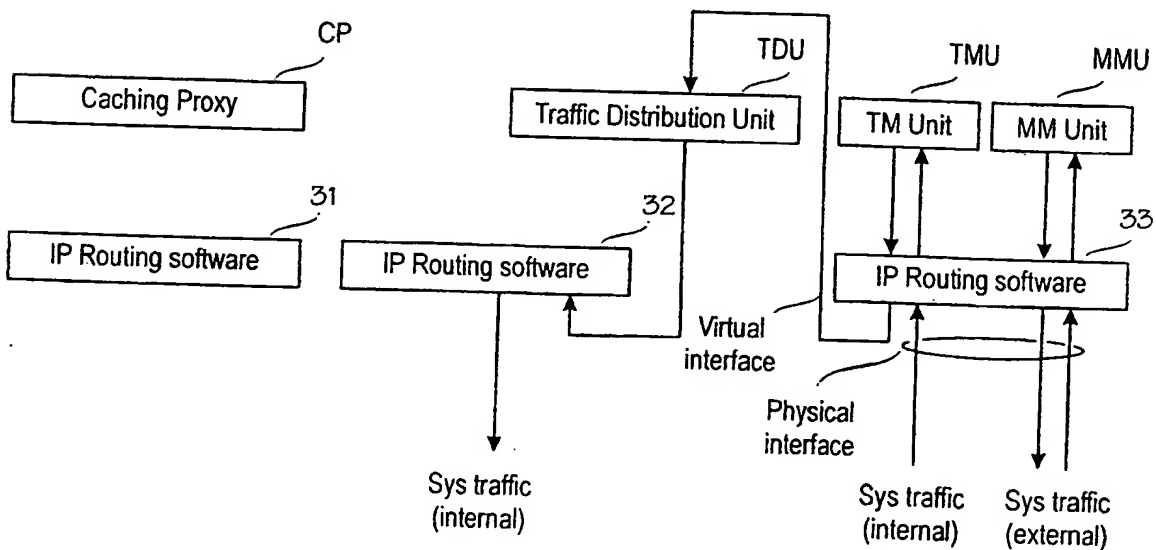 CP
TDU
TMU
MMU
Caching Proxy
Traffic Distribution Unit
TM Unit
MM Unit
31
32
33
IP Routing software
IP Routing software
IP Routing software
Virtual
interface
Physical
interface
Sys traffic
(internal)
Sys traffic
(internal)
Sys traffic
(external)